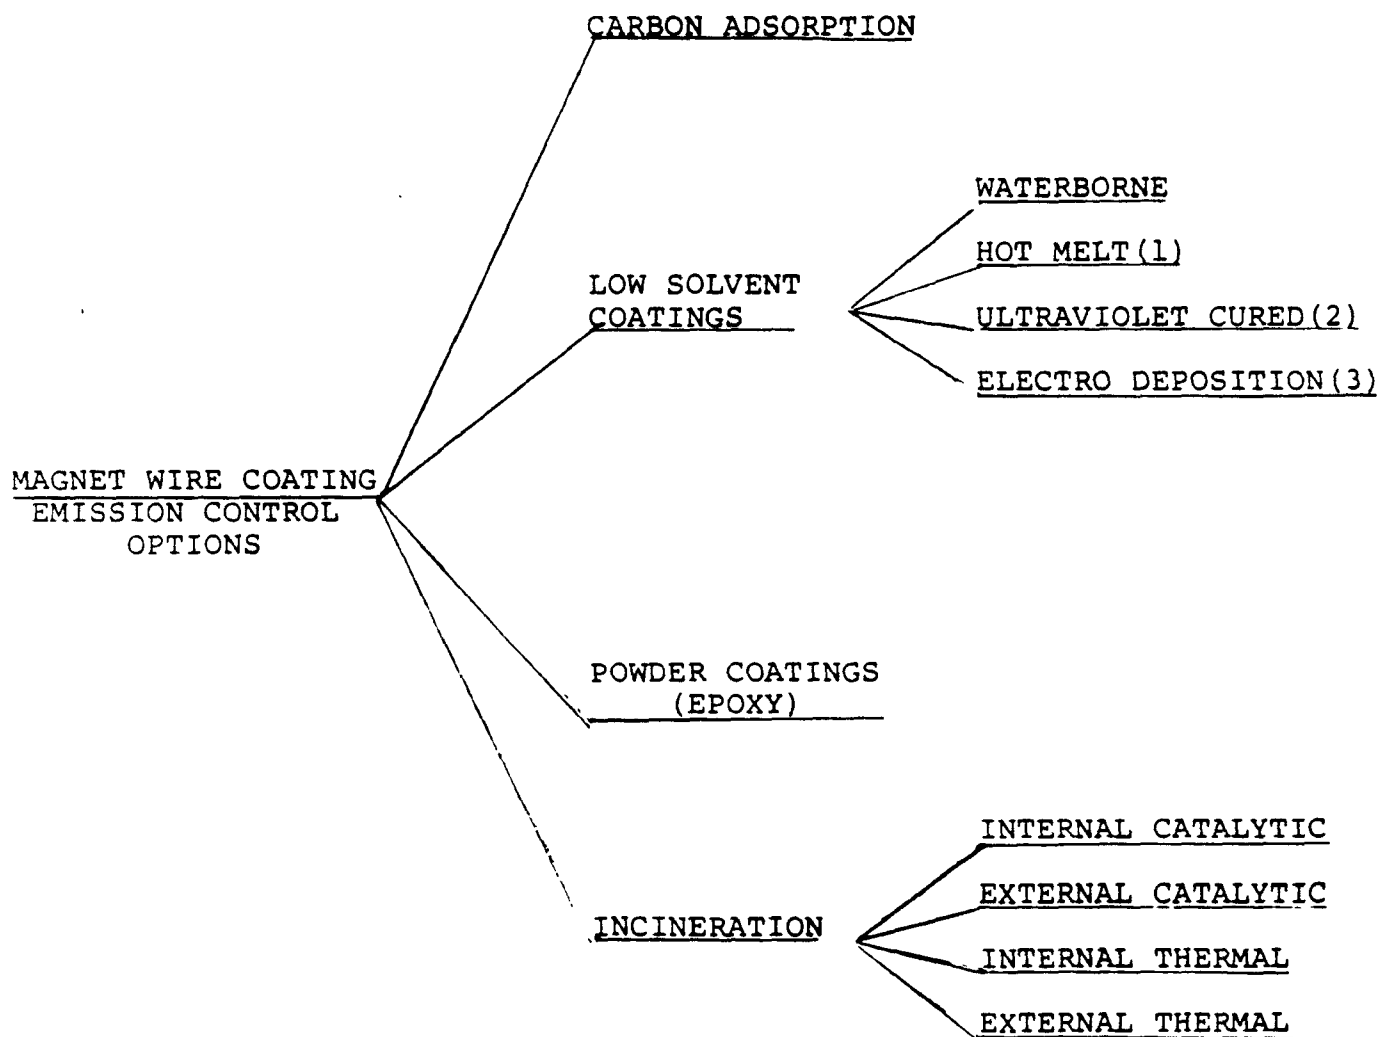 CARBON ADSORPTION
WATERBORNE
HOT MELT(1)
LOW SOLVENT
COATINGS
ULTRAVIOLET CURED(2)
ELECTRO DEPOSITION(3)
MAGNET WIRE COATING
EMISSION CONTROL
OPTIONS
POWDER COATINGS
(EPOXY)
INTERNAL CATALYTIC
EXTERNAL CATALYTIC
INCINERATION
INTERNAL THERMAL
EXTERNAL THERMAL